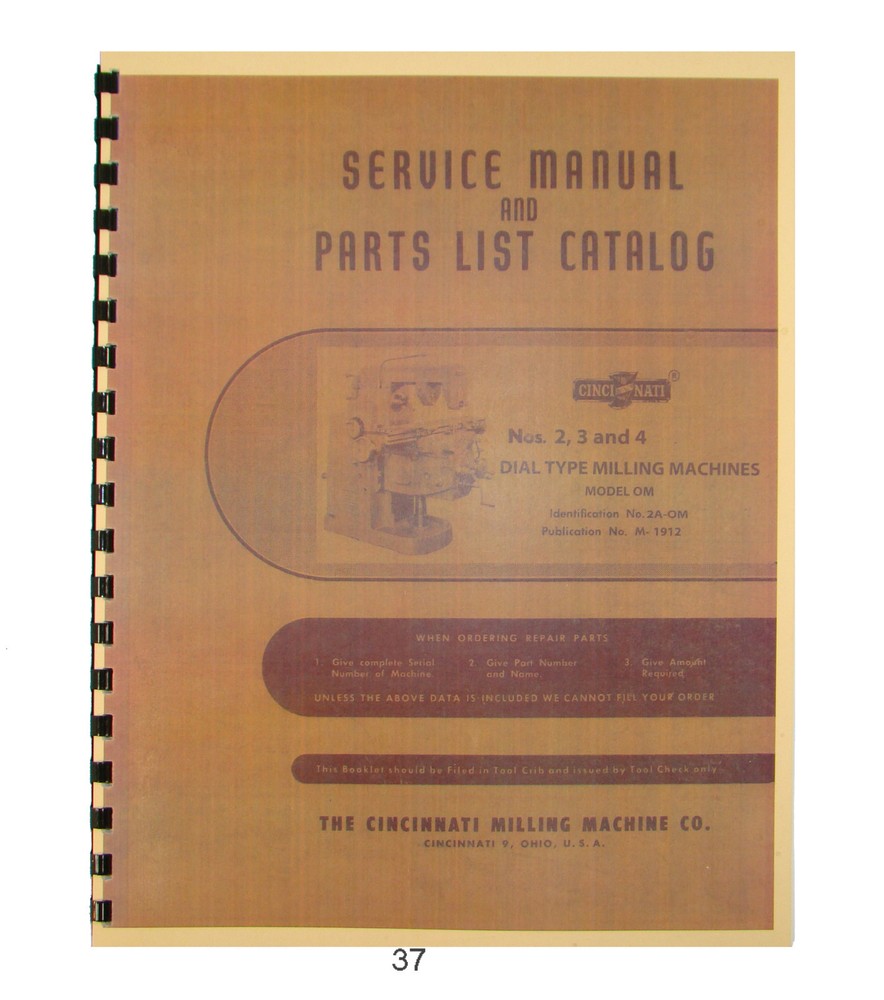 SERVICE MANUAL
AND
PARTS LIST CATALOG
CINCINNATI ®
Nos. 2, 3 and 4
DIAL TYPE MILLING MACHINES
MODEL OM
Identification No. 2A-OM
Publication No. M- 1912
WHEN ORDERING REPAIR PARTS
1. Give complete Serial Number of Machine.
2. Give Part Number and Name.
3. Give Amount Required.
UNLESS THE ABOVE DATA IS INCLUDED WE CANNOT FILL YOUR ORDER
This Booklet should be Filed in Tool Crib and issued by Tool Check only
THE CINCINNATI MILLING MACHINE CO.
CINCINNATI 9, OHIO, U.S.A.
37